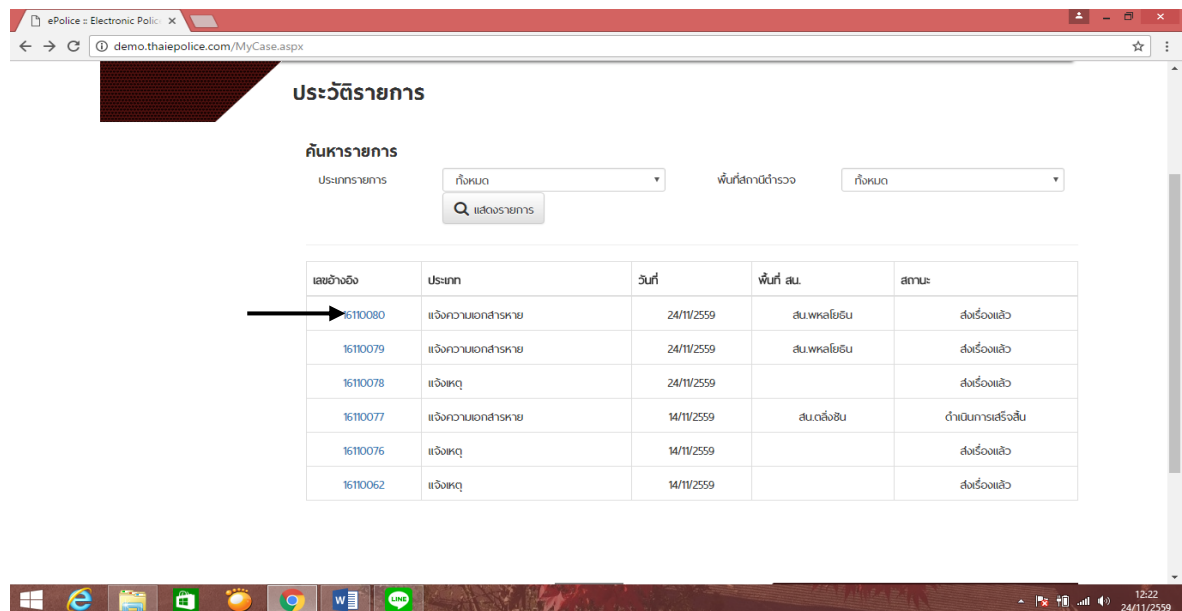 ePolice :: Electronic Polic
demo.thaiepolice.com/MyCase.aspx
ประวัติรายการ
ค้นหารายการ
ประเภทรายการ ทั้งหมด พื้นที่สถานีตำรวจ ทั้งหมด
แสดงรายการ
เลขอ้างอิง ประเภท วันที่ พื้นที่ สน. สถานะ
16110080 แจ้งความเอกสารหาย 24/11/2559 สน.พหลโยธิน ส่งเรื่องแล้ว
16110079 แจ้งความเอกสารหาย 24/11/2559 สน.พหลโยธิน ส่งเรื่องแล้ว
16110078 แจ้งเหตุ 24/11/2559 ส่งเรื่องแล้ว
16110077 แจ้งความเอกสารหาย 14/11/2559 สน.ตลิ่งชัน ดำเนินการเสร็จสิ้น
16110076 แจ้งเหตุ 14/11/2559 ส่งเรื่องแล้ว
16110062 แจ้งเหตุ 14/11/2559 ส่งเรื่องแล้ว
LINE
12:22
24/11/2559